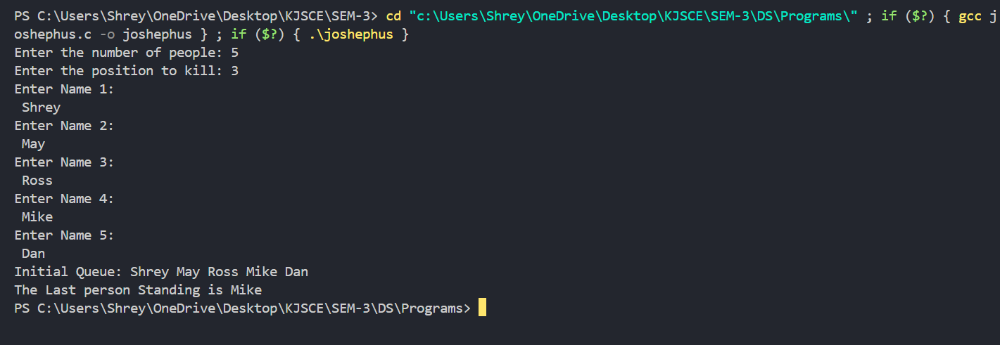 PS C:\Users\Shrey\OneDrive\Desktop\KJSCE\SEM-3> cd "c:\Users\Shrey\OneDrive\Desktop\KJSCE\SEM-3\DS\Programs\" ; if ($?) { gcc j
oshephus.c -o joshephus } ; if ($?) { .\joshephus }
Enter the number of people: 5
Enter the position to kill: 3
Enter Name 1:
 Shrey
Enter Name 2:
 May
Enter Name 3:
 Ross
Enter Name 4:
 Mike
Enter Name 5:
 Dan
Initial Queue: Shrey May Ross Mike Dan
The Last person Standing is Mike
PS C:\Users\Shrey\OneDrive\Desktop\KJSCE\SEM-3\DS\Programs>